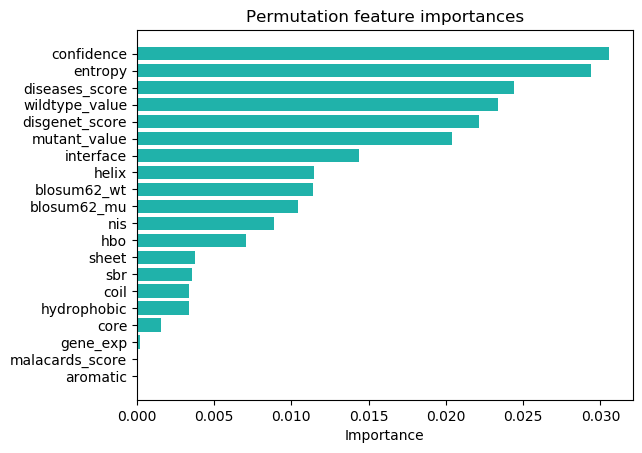 Permutation feature importances
confidence
entropy
diseases_score
wildtype_value
disgenet_score
mutant_value
interface
helix
blosum62_wt
blosum62_mu
nis
hbo
sheet
sbr
coil
hydrophobic
core
gene_exp
malacards_score
aromatic
0.000 0.005 0.010 0.015 0.020 0.025 0.030
Importance